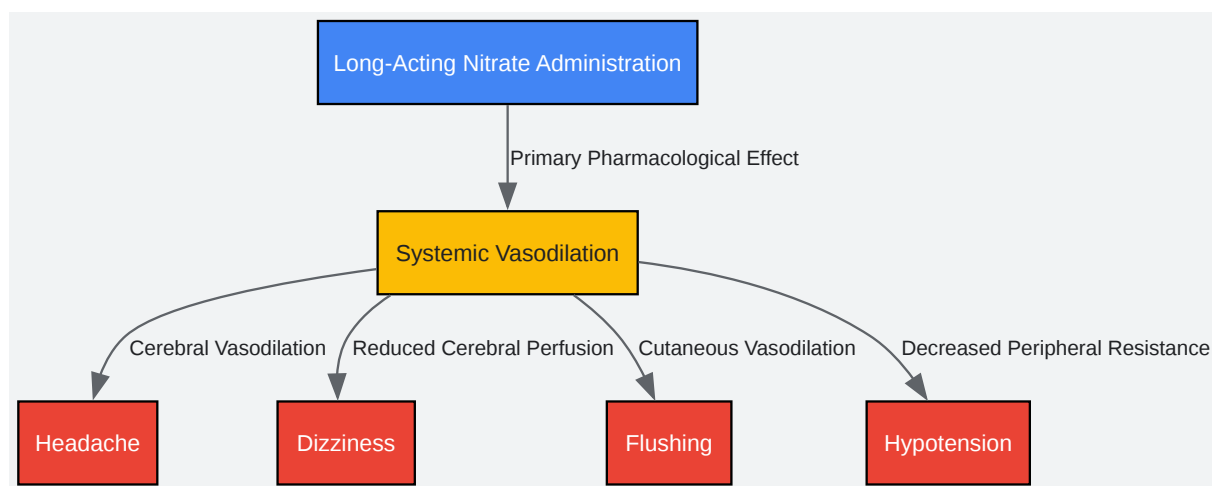 Long-Acting Nitrate Administration
Primary Pharmacological Effect
Systemic Vasodilation
Cerebral Vasodilation
Reduced Cerebral Perfusion
Cutaneous Vasodilation
Decreased Peripheral Resistance
Headache
Dizziness
Flushing
Hypotension